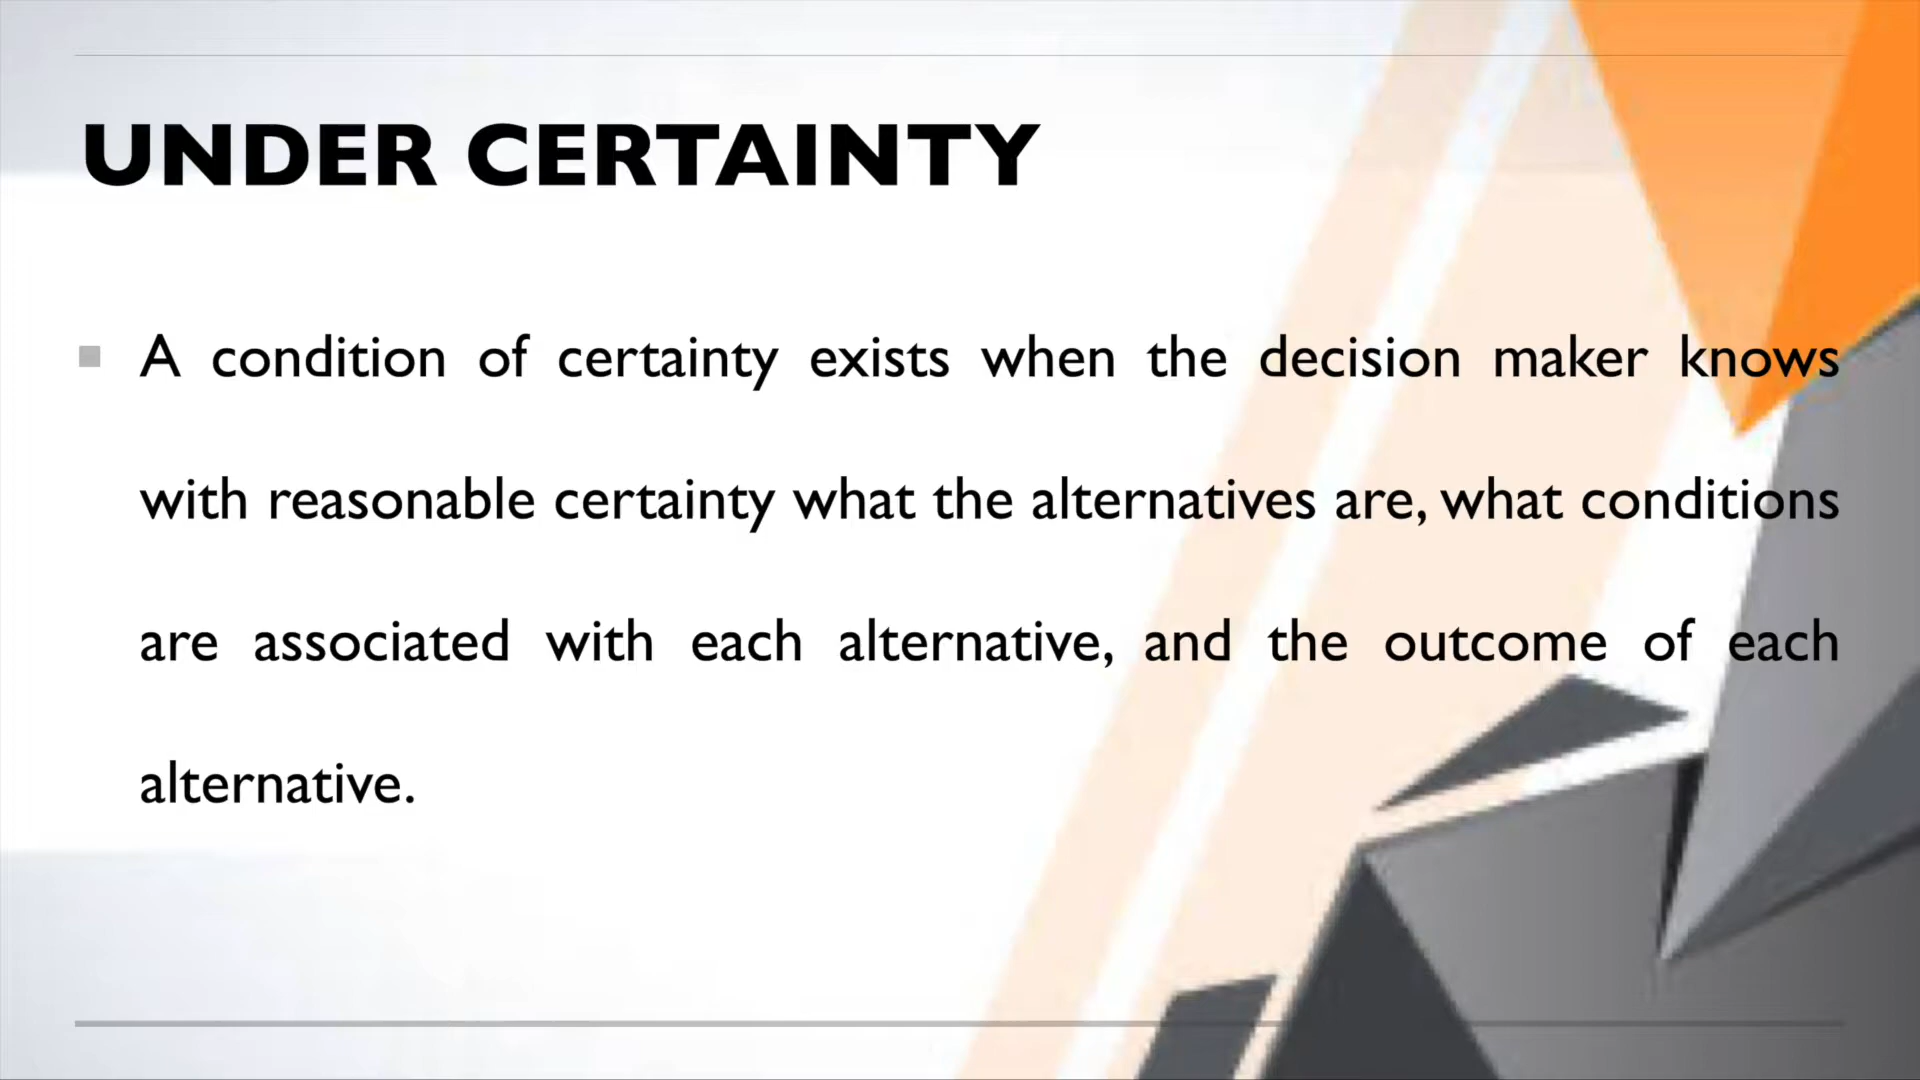 UNDER CERTAINTY
A condition of certainty exists when the decision maker knows
with reasonable certainty what the alternatives are, what conditions
are associated with each alternative, and the outcome of each
alternative.